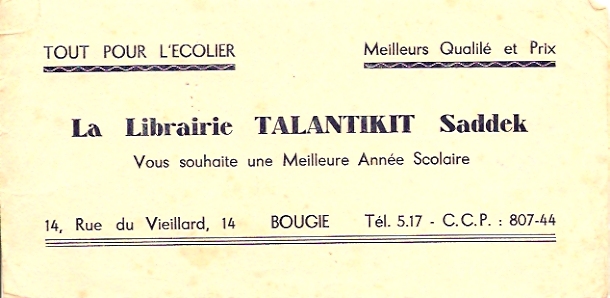 TOUT POUR L'ECOLIER Meilleurs Qualilé et Prix
La Librairie TALANTIKIT Saddek
Vous souhaite une Meilleure Année Scolaire
14, Rue du Vieillard, 14 BOUGIE Tél. 5.17 - C.C.P. : 807-44